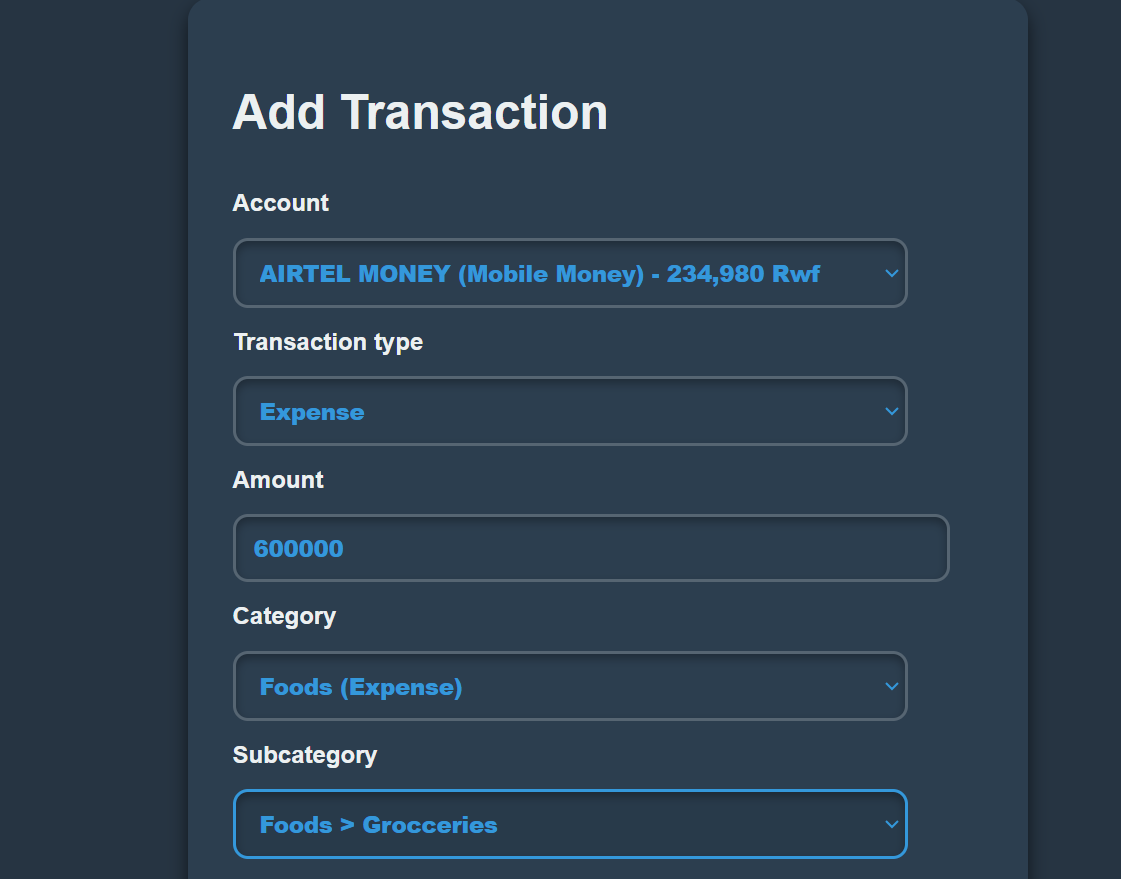 Add Transaction
Account
AIRTEL MONEY (Mobile Money) - 234,980 Rwf
Transaction type
Expense
Amount
600000
Category
Foods (Expense)
Subcategory
Foods > Grocceries